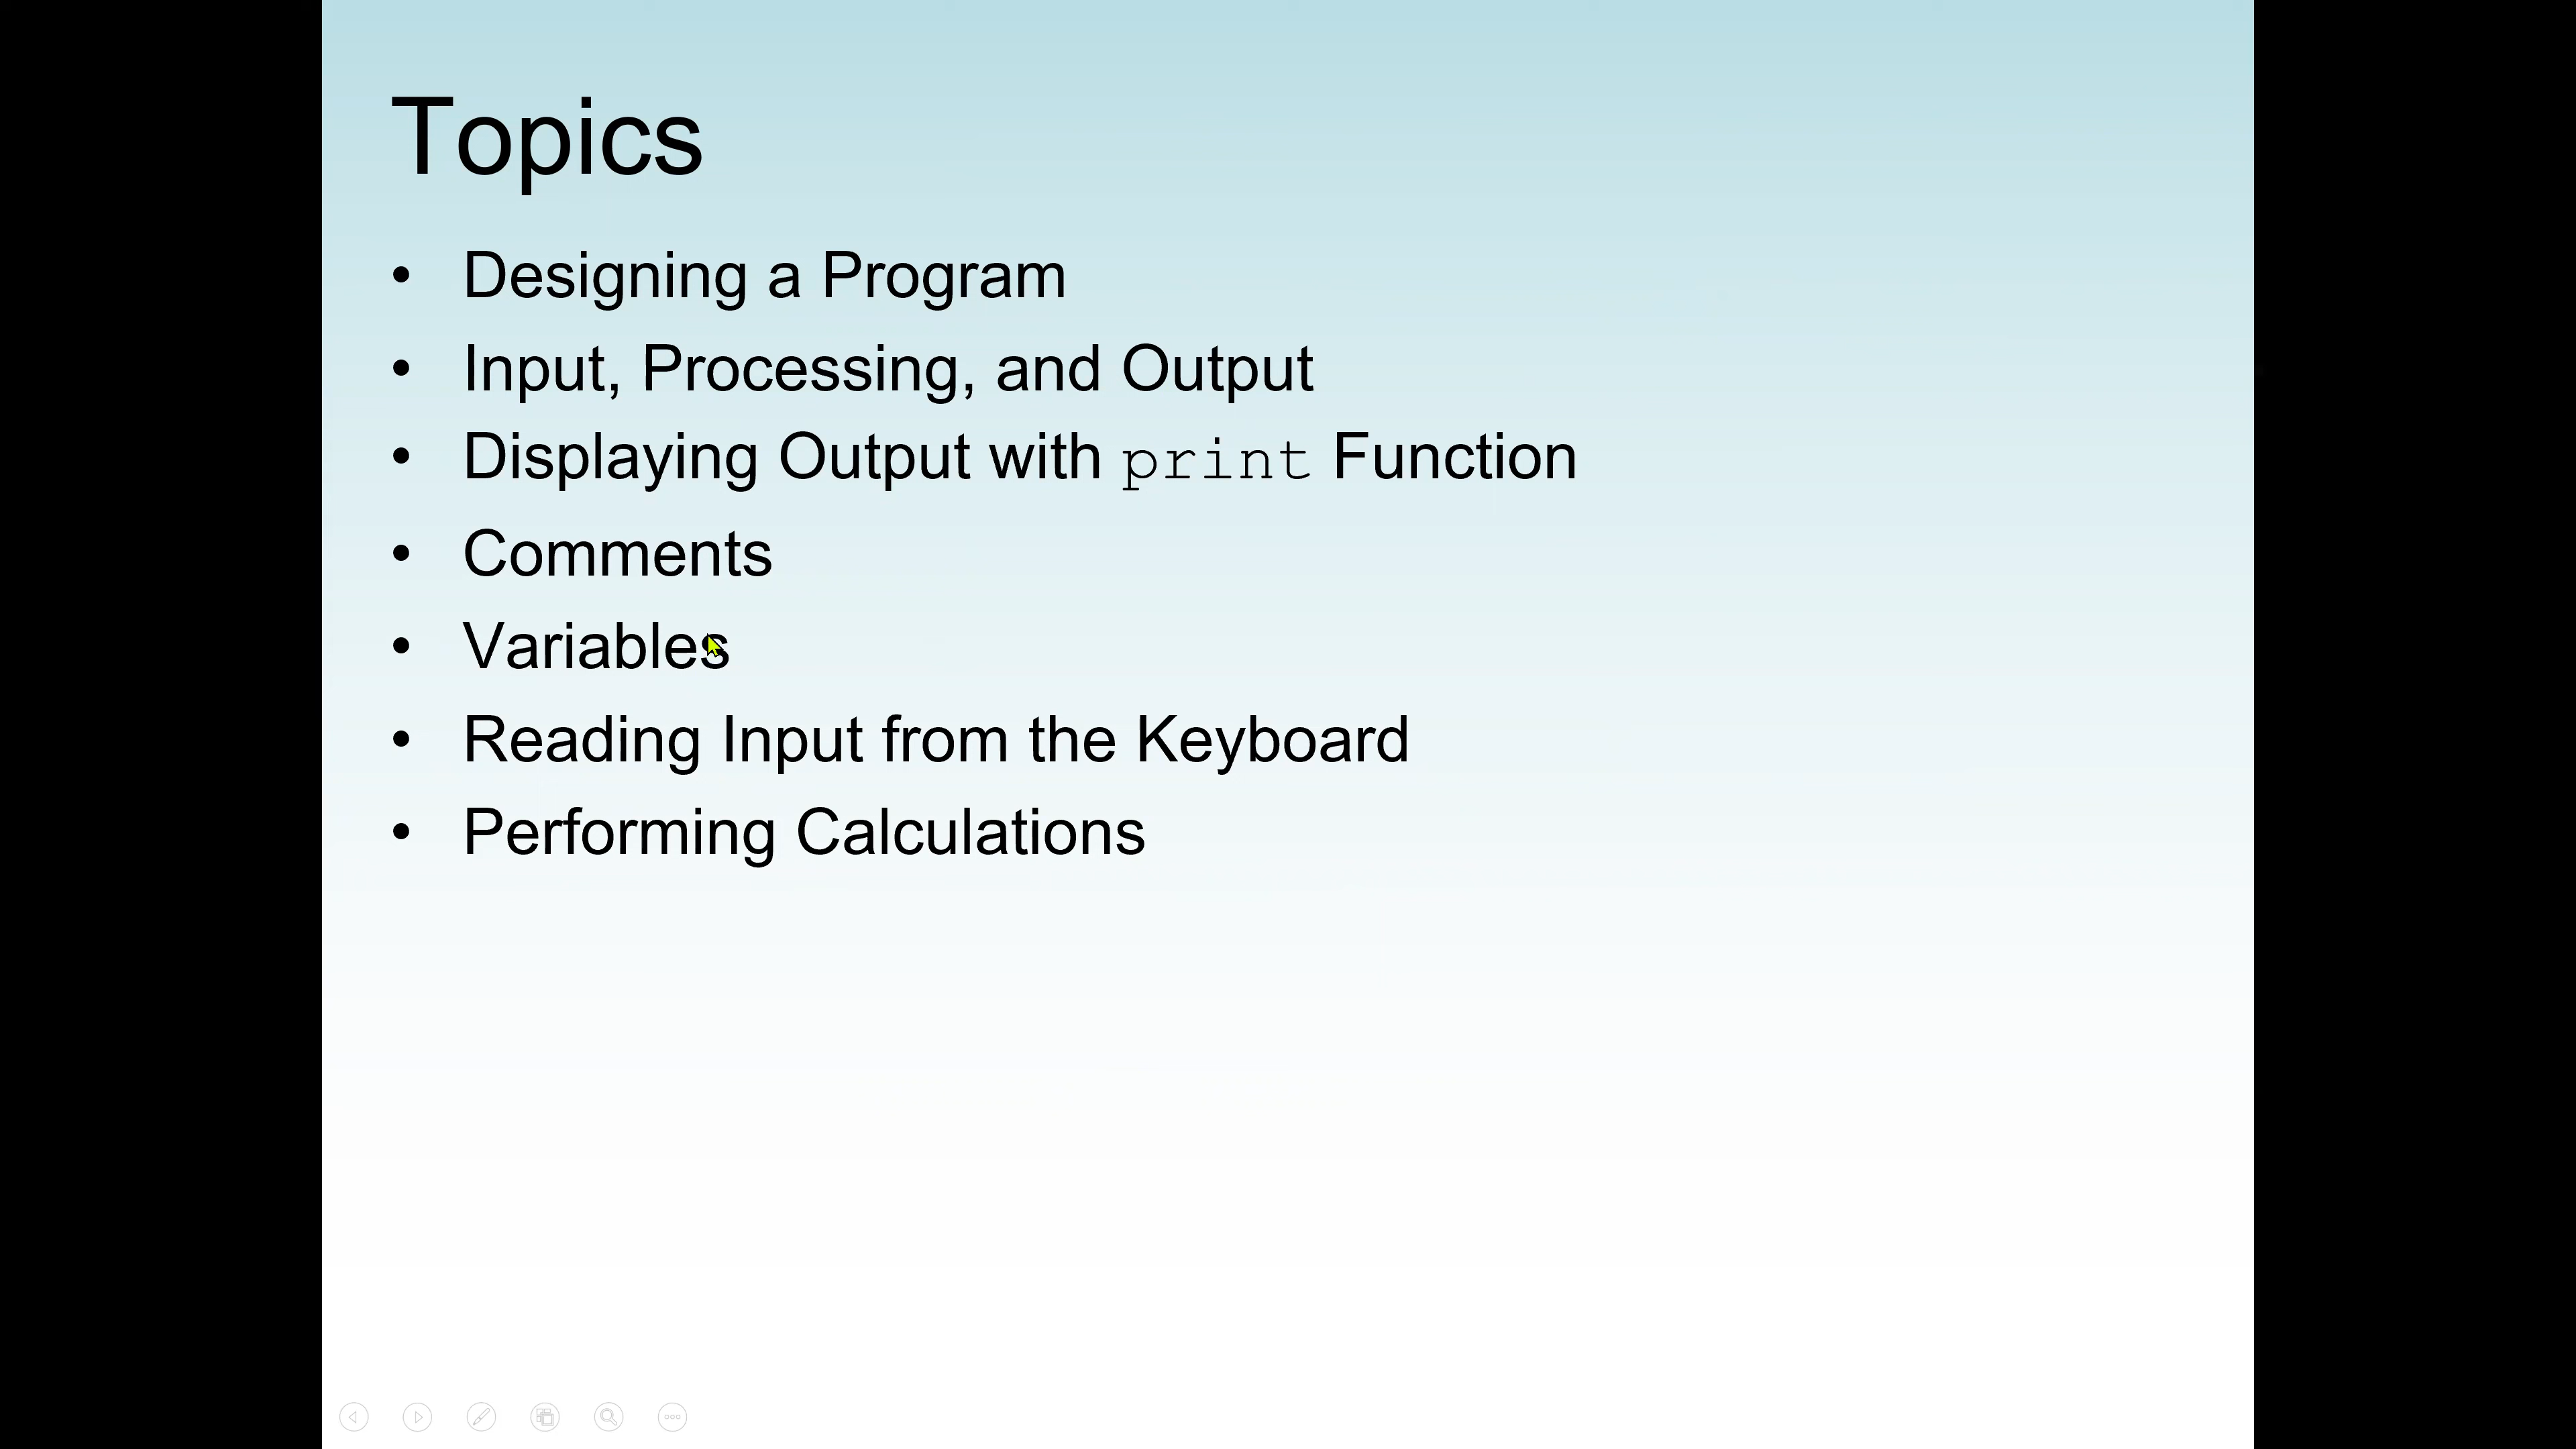 Topics
• Designing a Program
• Input, Processing, and Output
• Displaying Output with print Function
• Comments
• Variables
• Reading Input from the Keyboard
• Performing Calculations